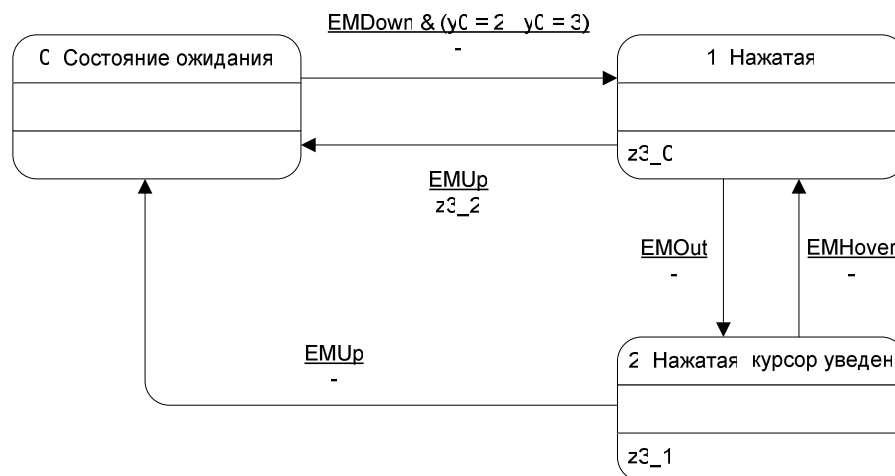 EMDown & (y0 = 2 y0 = 3)
-
0 Состояние ожидания
1 Нажатая
z3_0
EMUp
z3_2
EMOut
-
EMHover
-
EMUp
-
2 Нажатая курсор уведен
z3_1